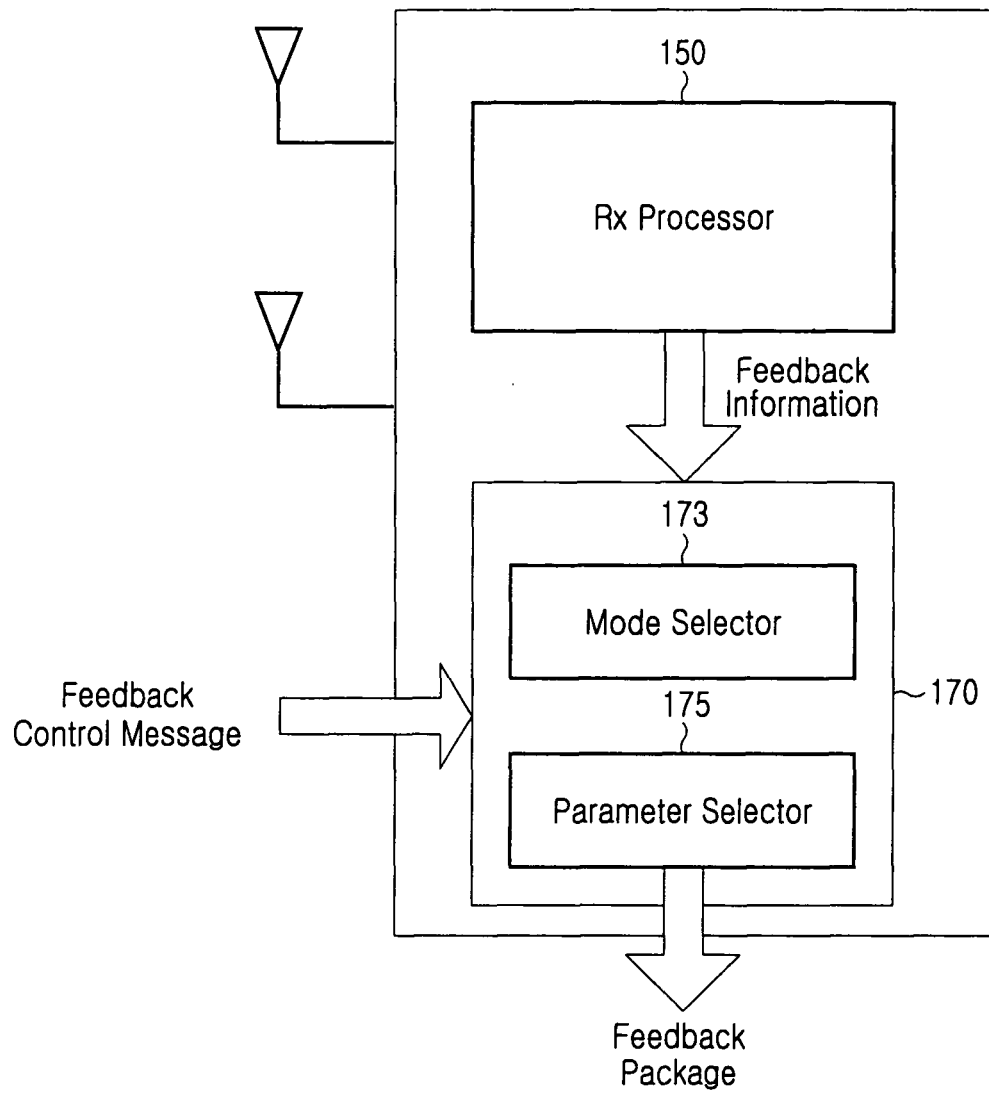 150
Rx Processor
Feedback
Information
173
Mode Selector
170
Feedback
Control Message
175
Parameter Selector
Feedback
Package